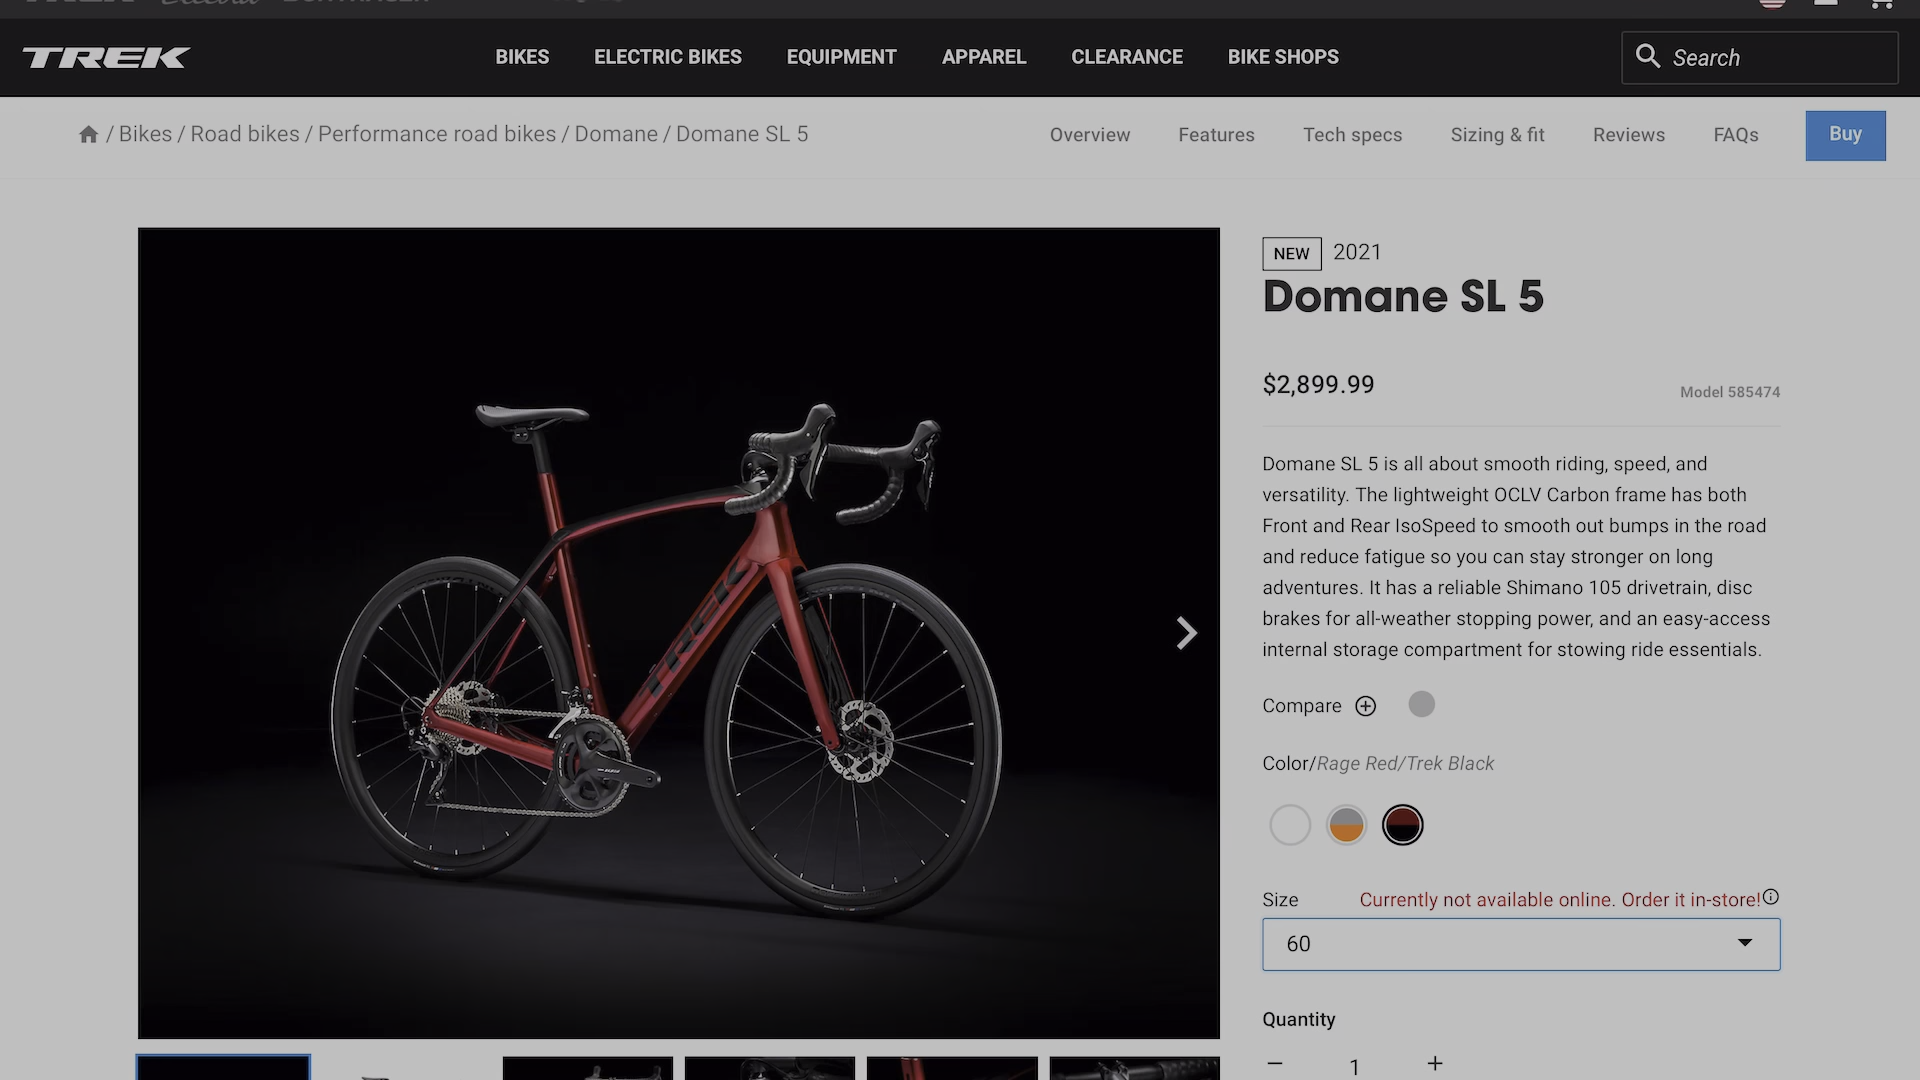 TREK
BIKES
ELECTRIC BIKES
EQUIPMENT
APPAREL
CLEARANCE
BIKE SHOPS
Search
/ Bikes / Road bikes / Performance road bikes / Domane / Domane SL 5
Overview
Features
Tech specs
Sizing & fit
Reviews
FAQs
Buy
TREK
NEW 2021
Domane SL 5
$2,899.99
Model 585474
Domane SL 5 is all about smooth riding, speed, and
versatility. The lightweight OCLV Carbon frame has both
Front and Rear IsoSpeed to smooth out bumps in the road
and reduce fatigue so you can stay stronger on long
adventures. It has a reliable Shimano 105 drivetrain, disc
brakes for all-weather stopping power, and an easy-access
internal storage compartment for stowing ride essentials.
Compare
Color/Rage Red/Trek Black
Size
Currently not available online. Order it in-store!
60
Quantity
− 1 +